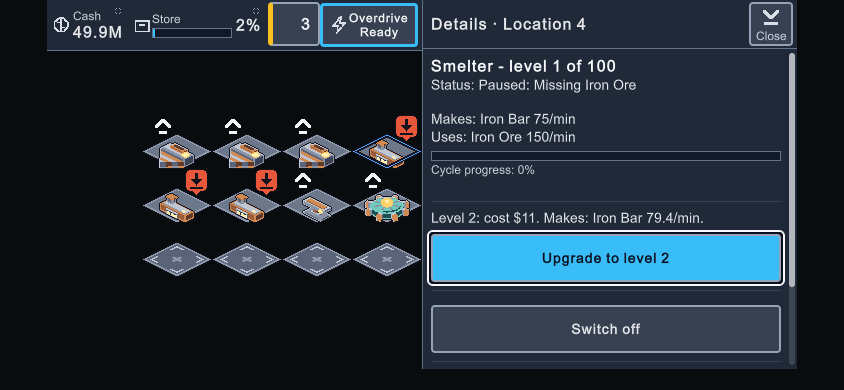 Cash
49.9M
Store
2%
3
Overdrive
Ready
Details · Location 4
Close
Smelter - level 1 of 100
Status: Paused: Missing Iron Ore
Makes: Iron Bar 75/min
Uses: Iron Ore 150/min
Cycle progress: 0%
Level 2: cost $11. Makes: Iron Bar 79.4/min.
Upgrade to level 2
Switch off